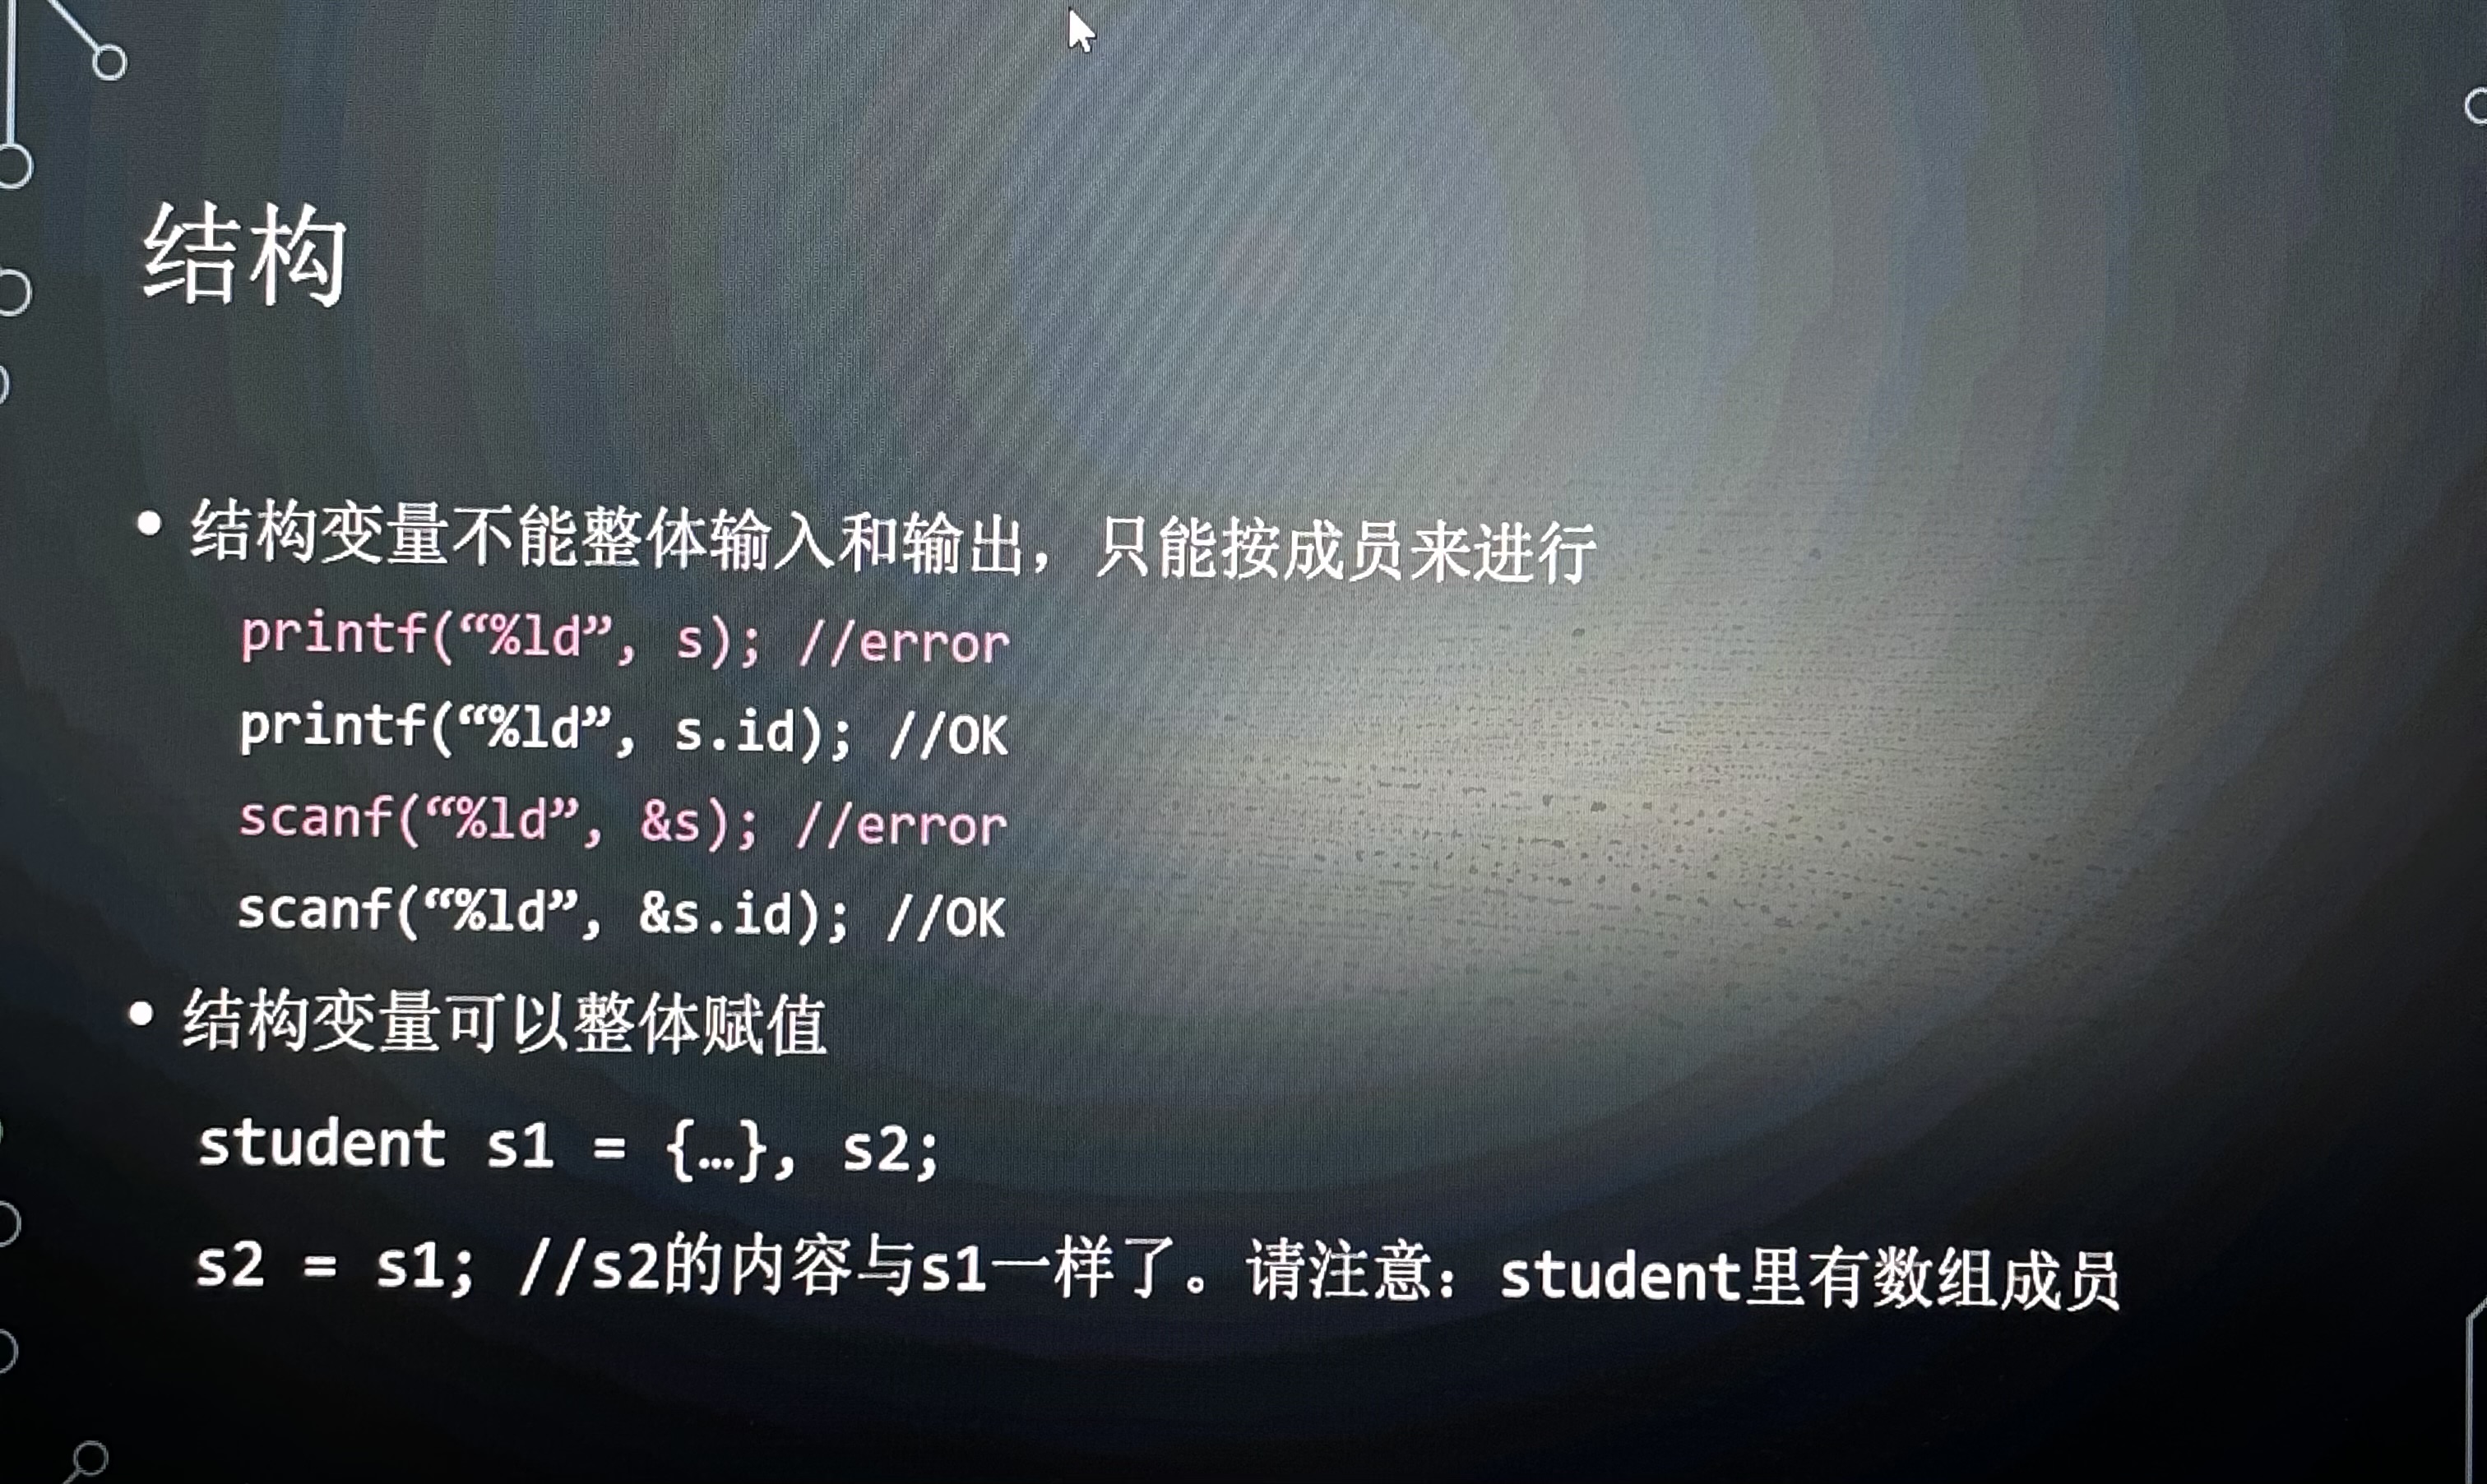 结构
• 结构变量不能整体输入和输出，只能按成员来进行
printf(“%ld”, s); //error
printf(“%ld”, s.id); //OK
scanf(“%ld”, &s); //error
scanf(“%ld”, &s.id); //OK
• 结构变量可以整体赋值
student s1 = {…}, s2;
s2 = s1; //s2的内容与s1一样了。请注意：student里有数组成员